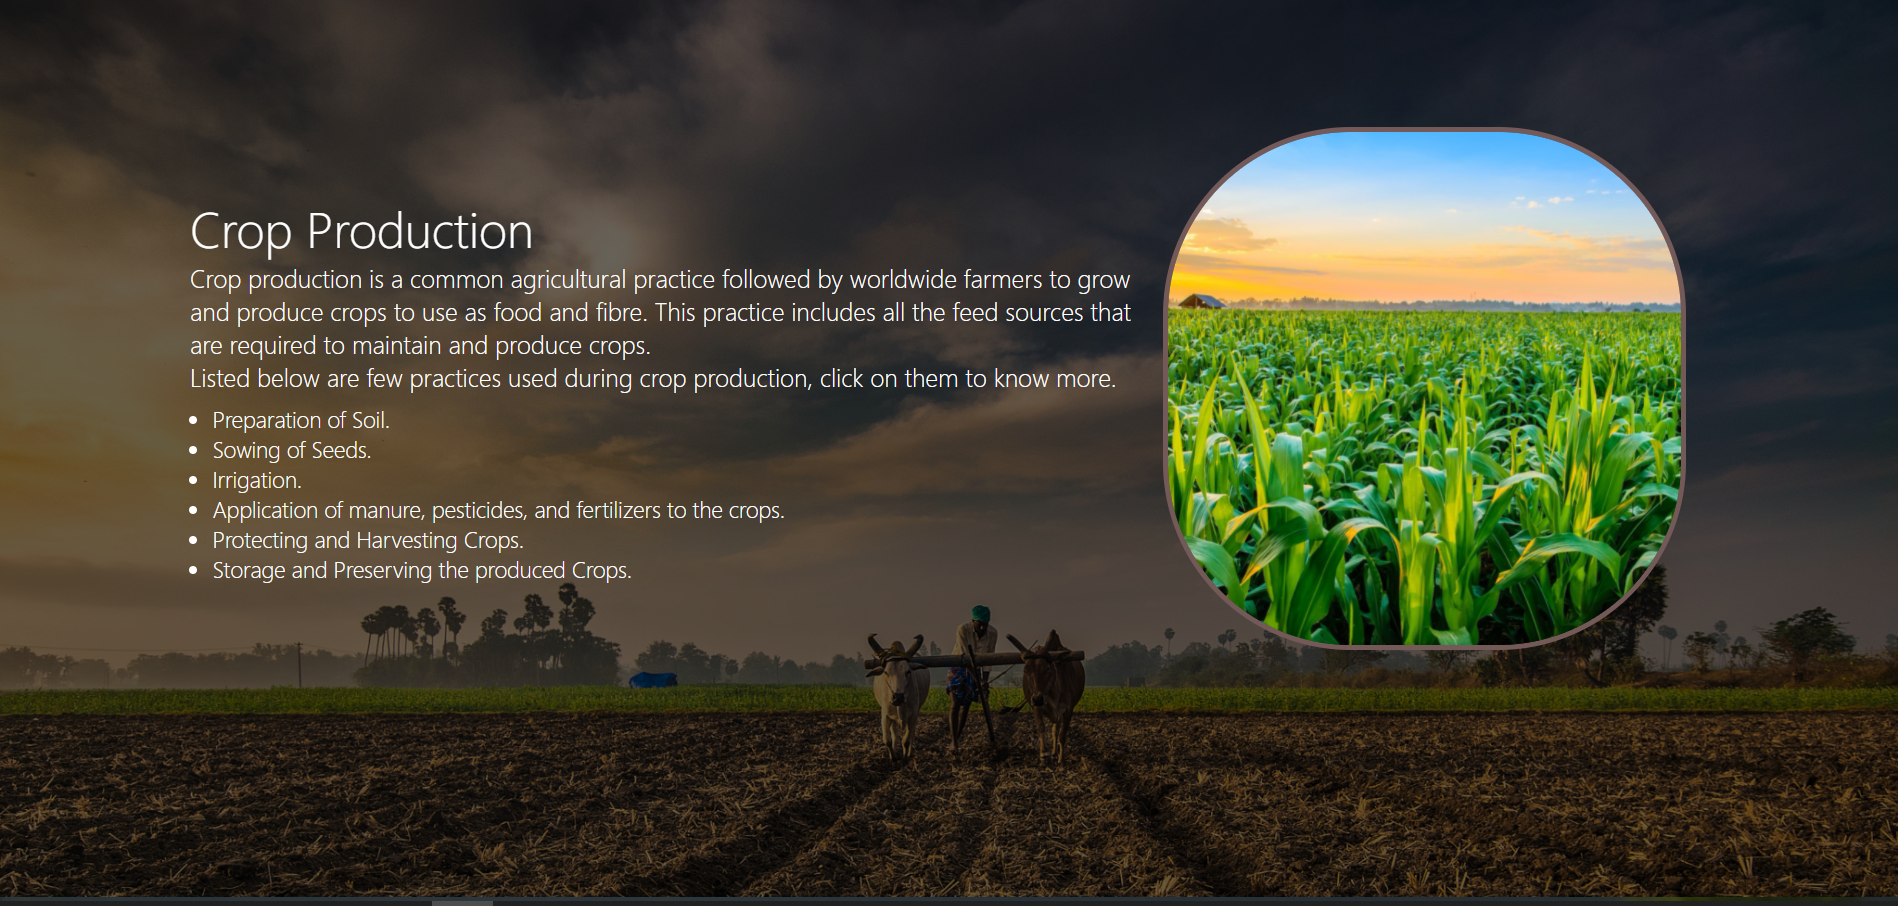 Crop Production
Crop production is a common agricultural practice followed by worldwide farmers to grow
and produce crops to use as food and fibre. This practice includes all the feed sources that
are required to maintain and produce crops.
Listed below are few practices used during crop production, click on them to know more.
• Preparation of Soil.
• Sowing of Seeds.
• Irrigation.
• Application of manure, pesticides, and fertilizers to the crops.
• Protecting and Harvesting Crops.
• Storage and Preserving the produced Crops.